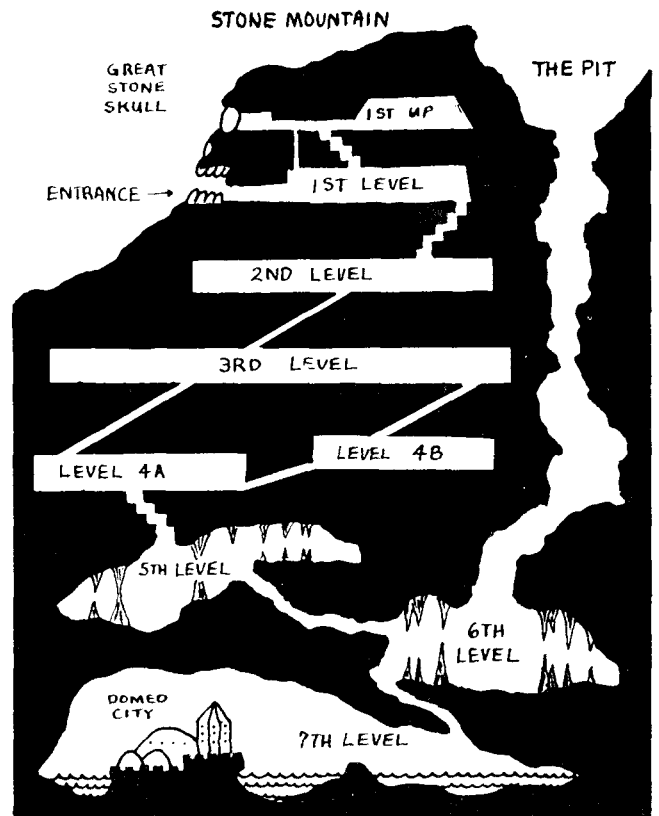 STONE MOUNTAIN
GREAT
STONE
SKULL
THE PIT
1ST UP
ENTRANCE →
1ST LEVEL
2ND LEVEL
3RD LEVEL
LEVEL 4A
LEVEL 4B
5TH LEVEL
6TH
LEVEL
DOMED
CITY
7TH LEVEL